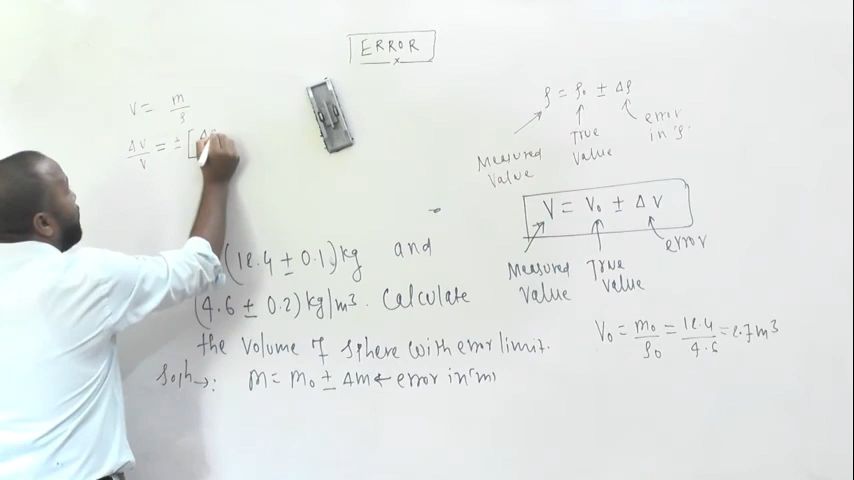 ERROR
V = m/ρ
ΔV/V = ± [Δ
ρ = ρ₀ ± Δρ
Measured Value
True Value
error in 'ρ'
V = V₀ ± ΔV
Measured Value
True Value
error
(12.4 ± 0.1) kg and
(4.6 ± 0.2) kg/m³. Calculate
the volume of sphere with error limit.
Soln →: m = m₀ ± Δm ← error in 'm'
V₀ = m₀/ρ₀ = 12.4/4.6 = 2.7 m³